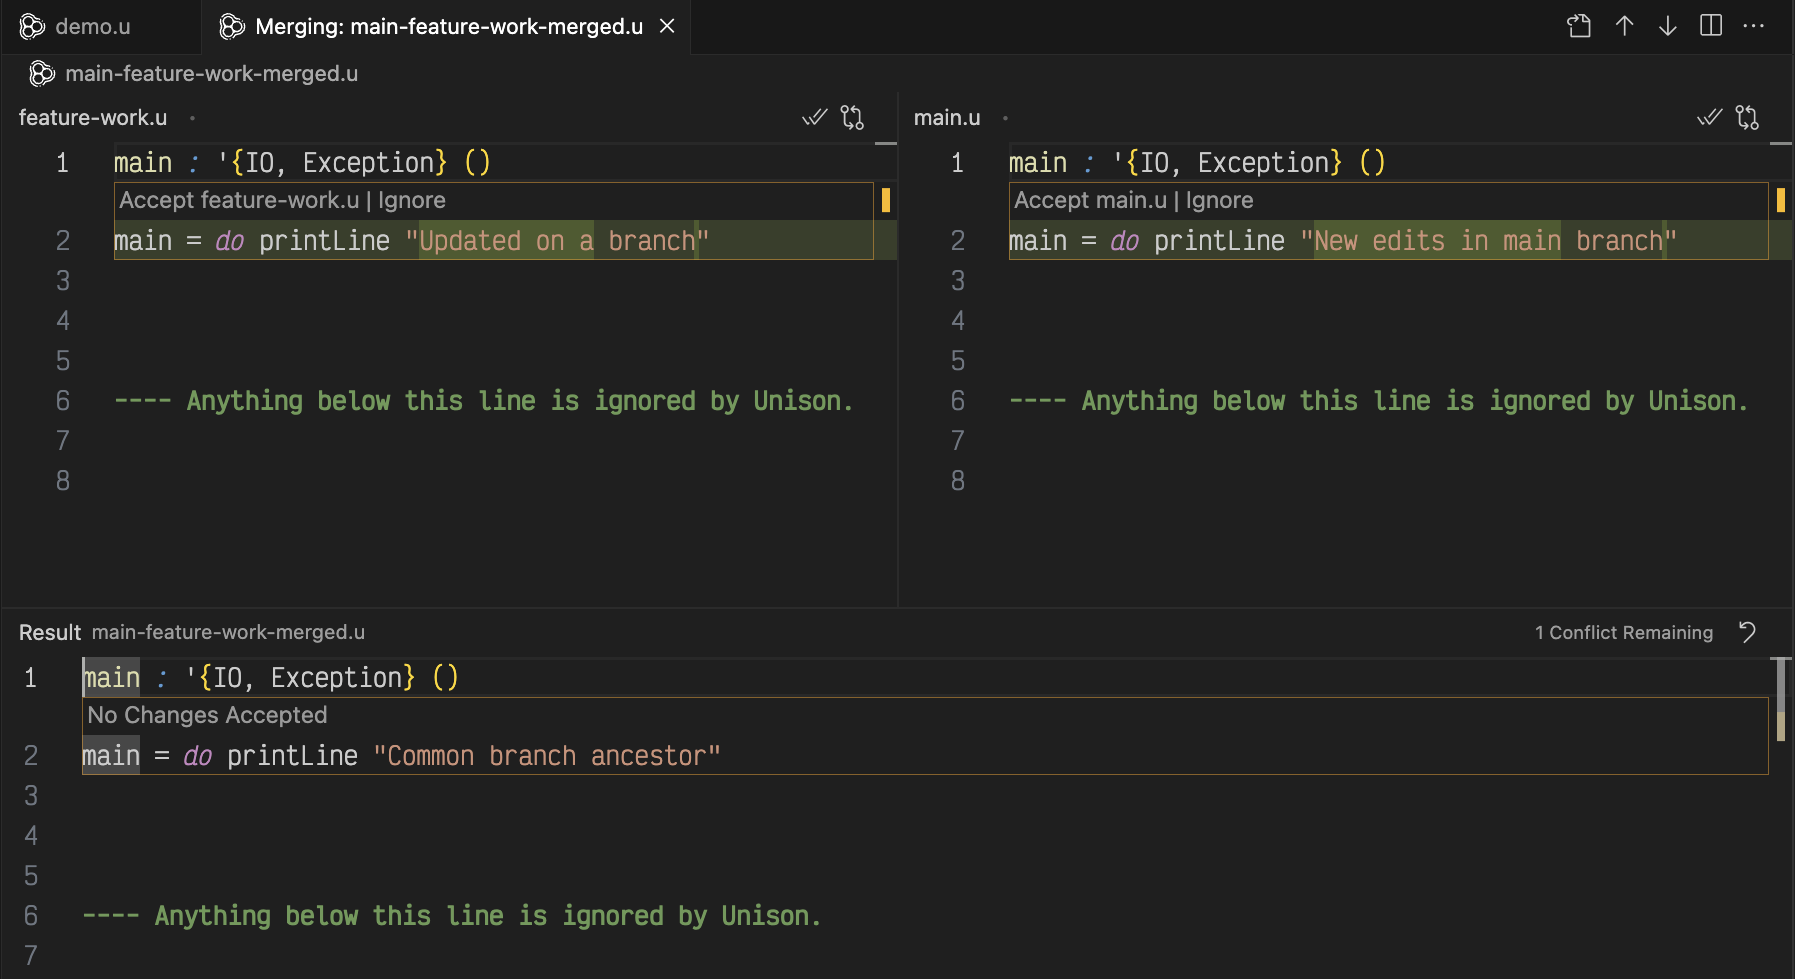 demo.u
Merging: main-feature-work-merged.u
main-feature-work-merged.u
feature-work.u
1 main : '{IO, Exception} ()
Accept feature-work.u | Ignore
2 main = do printLine "Updated on a branch"
3
4
5
6 ---- Anything below this line is ignored by Unison.
7
8
main.u
1 main : '{IO, Exception} ()
Accept main.u | Ignore
2 main = do printLine "New edits in main branch"
3
4
5
6 ---- Anything below this line is ignored by Unison.
7
8
Result main-feature-work-merged.u
1 Conflict Remaining
1 main : '{IO, Exception} ()
No Changes Accepted
2 main = do printLine "Common branch ancestor"
3
4
5
6 ---- Anything below this line is ignored by Unison.
7